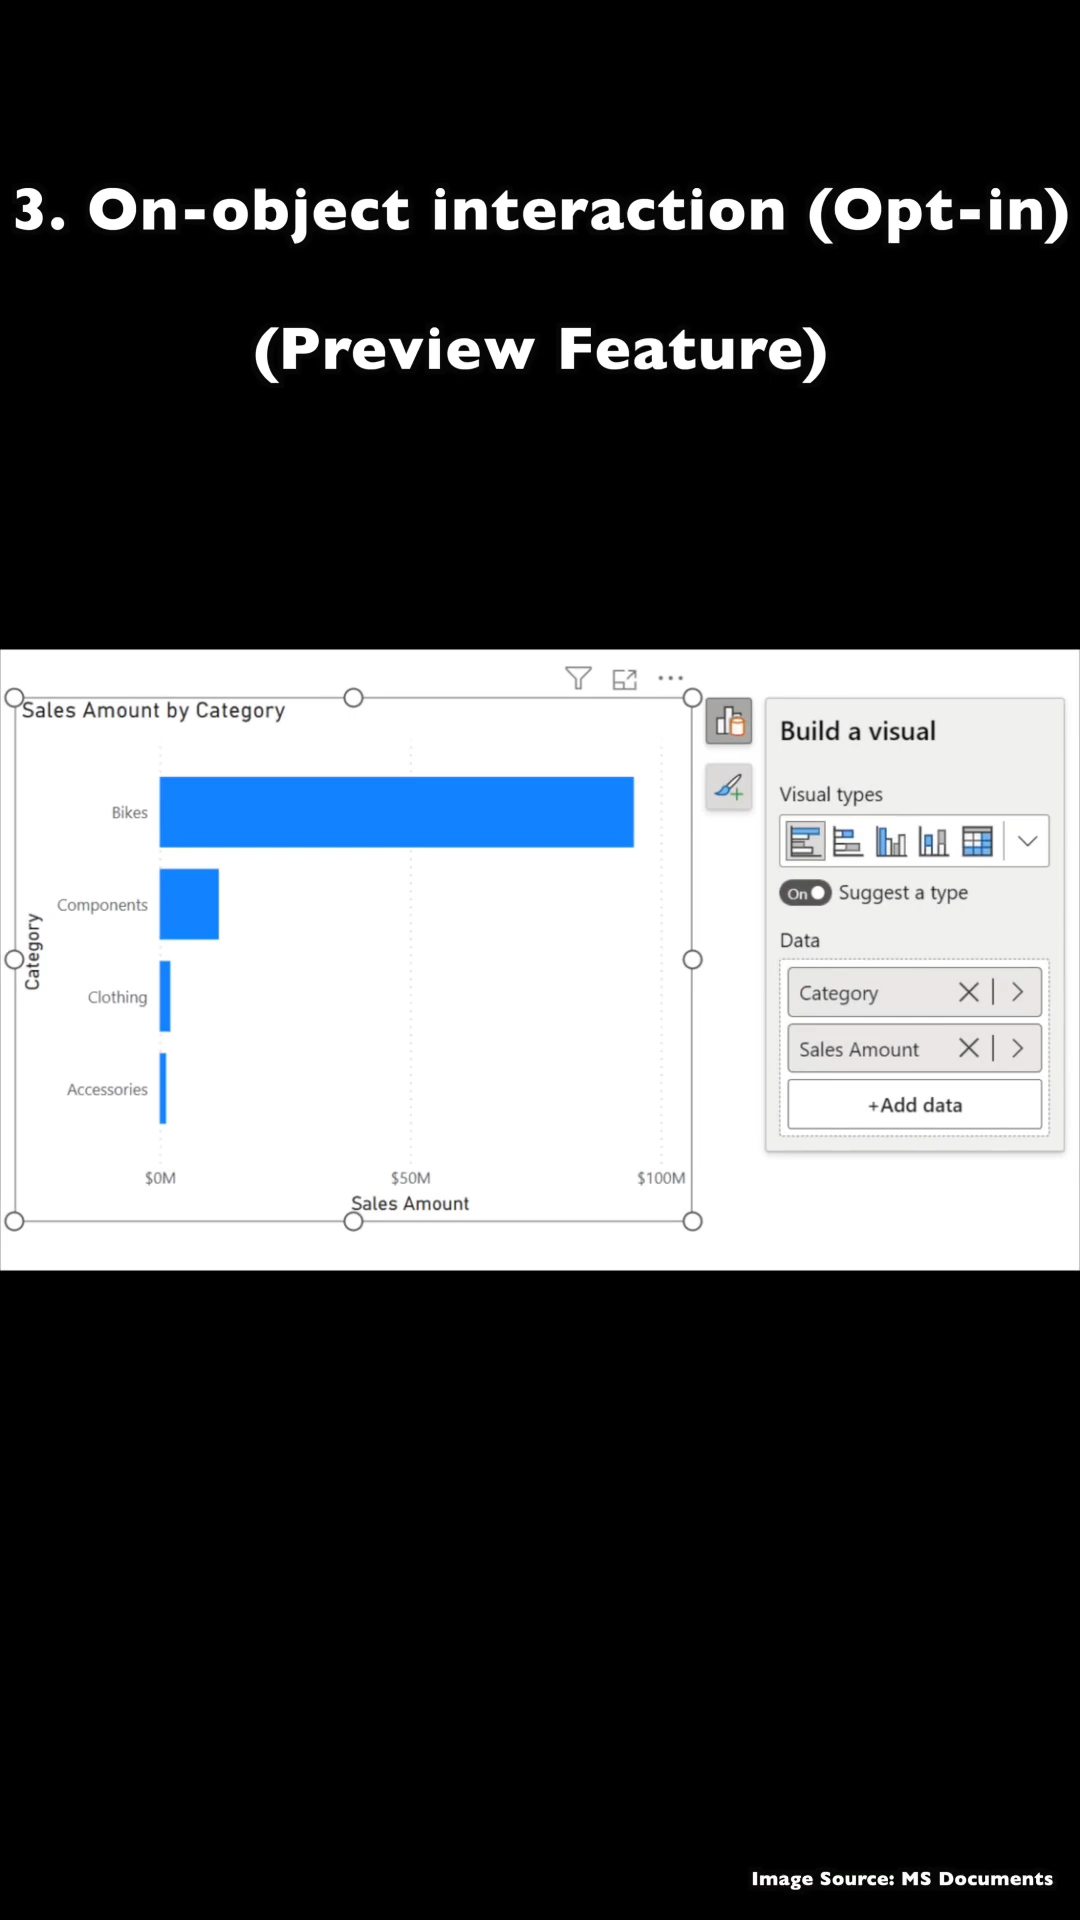 3. On-object interaction (Opt-in)
(Preview Feature)
Sales Amount by Category
Bikes
Components
Clothing
Accessories
Category
$0M
$50M
$100M
Sales Amount
Build a visual
Visual types
On
Suggest a type
Data
Category
Sales Amount
+Add data
Image Source: MS Documents